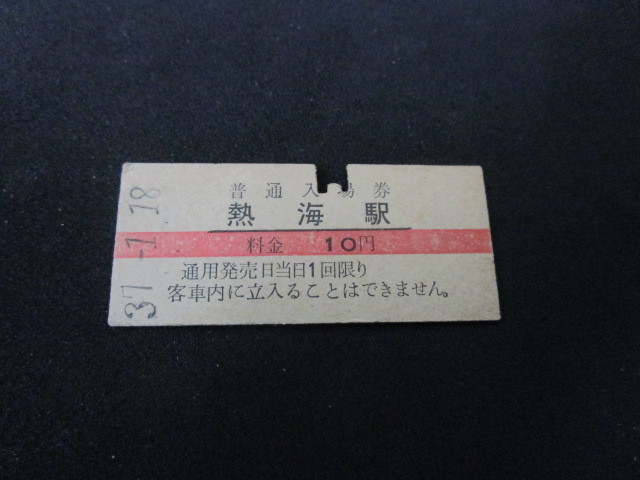 普通入場券
熱海駅
料金 10円
通用発売日当日1回限り
客車内に立入ることはできません。
37-1.18